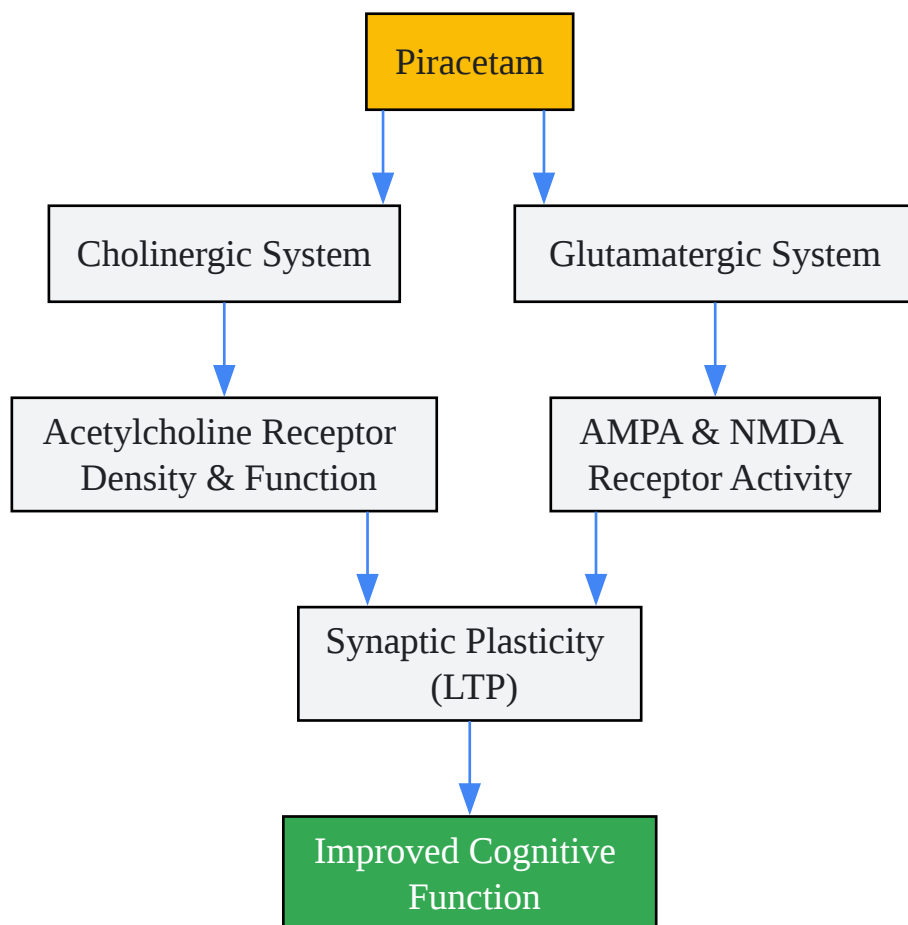 Piracetam
Cholinergic System
Glutamatergic System
Acetylcholine Receptor
Density & Function
AMPA & NMDA
Receptor Activity
Synaptic Plasticity
(LTP)
Improved Cognitive
Function